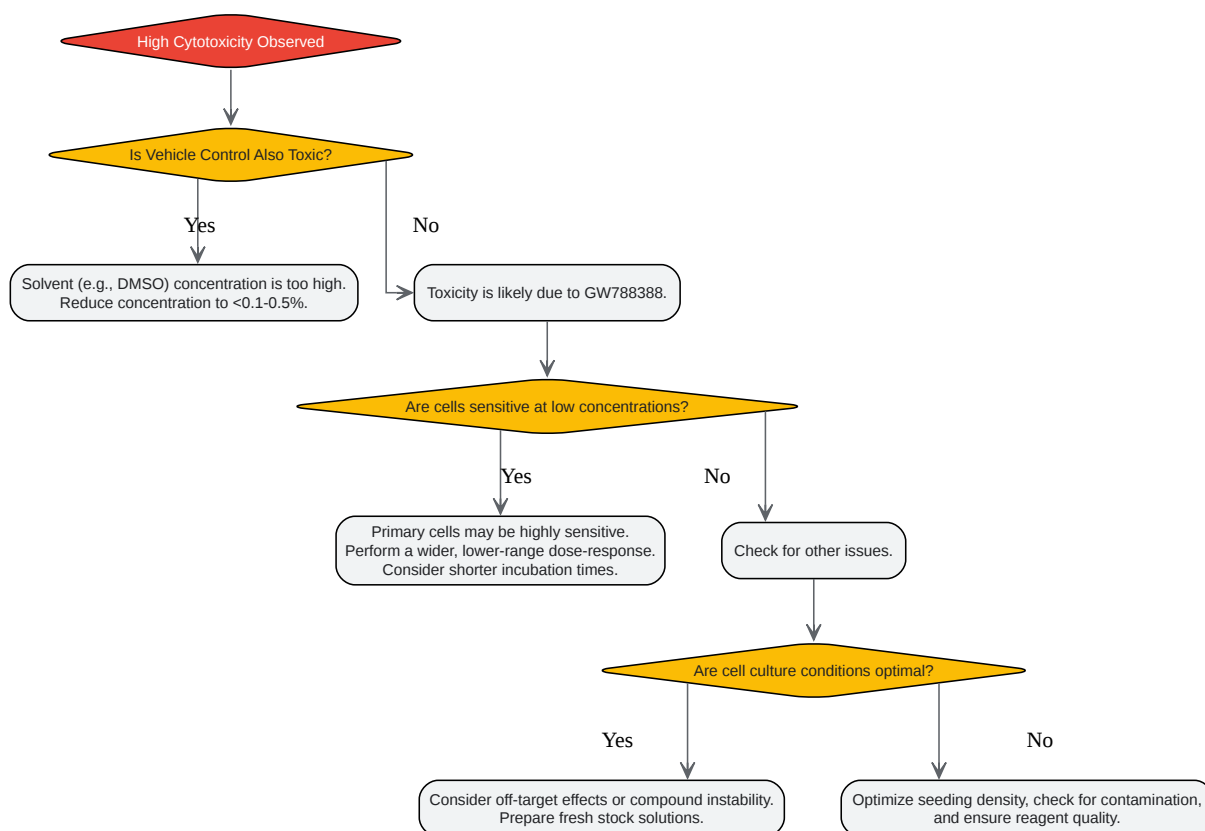 High Cytotoxicity Observed
Is Vehicle Control Also Toxic?
Yes
No
Solvent (e.g., DMSO) concentration is too high.
Reduce concentration to <0.1-0.5%.
Toxicity is likely due to GW788388.
Are cells sensitive at low concentrations?
Yes
No
Primary cells may be highly sensitive.
Perform a wider, lower-range dose-response.
Consider shorter incubation times.
Check for other issues.
Are cell culture conditions optimal?
Yes
No
Consider off-target effects or compound instability.
Prepare fresh stock solutions.
Optimize seeding density, check for contamination,
and ensure reagent quality.